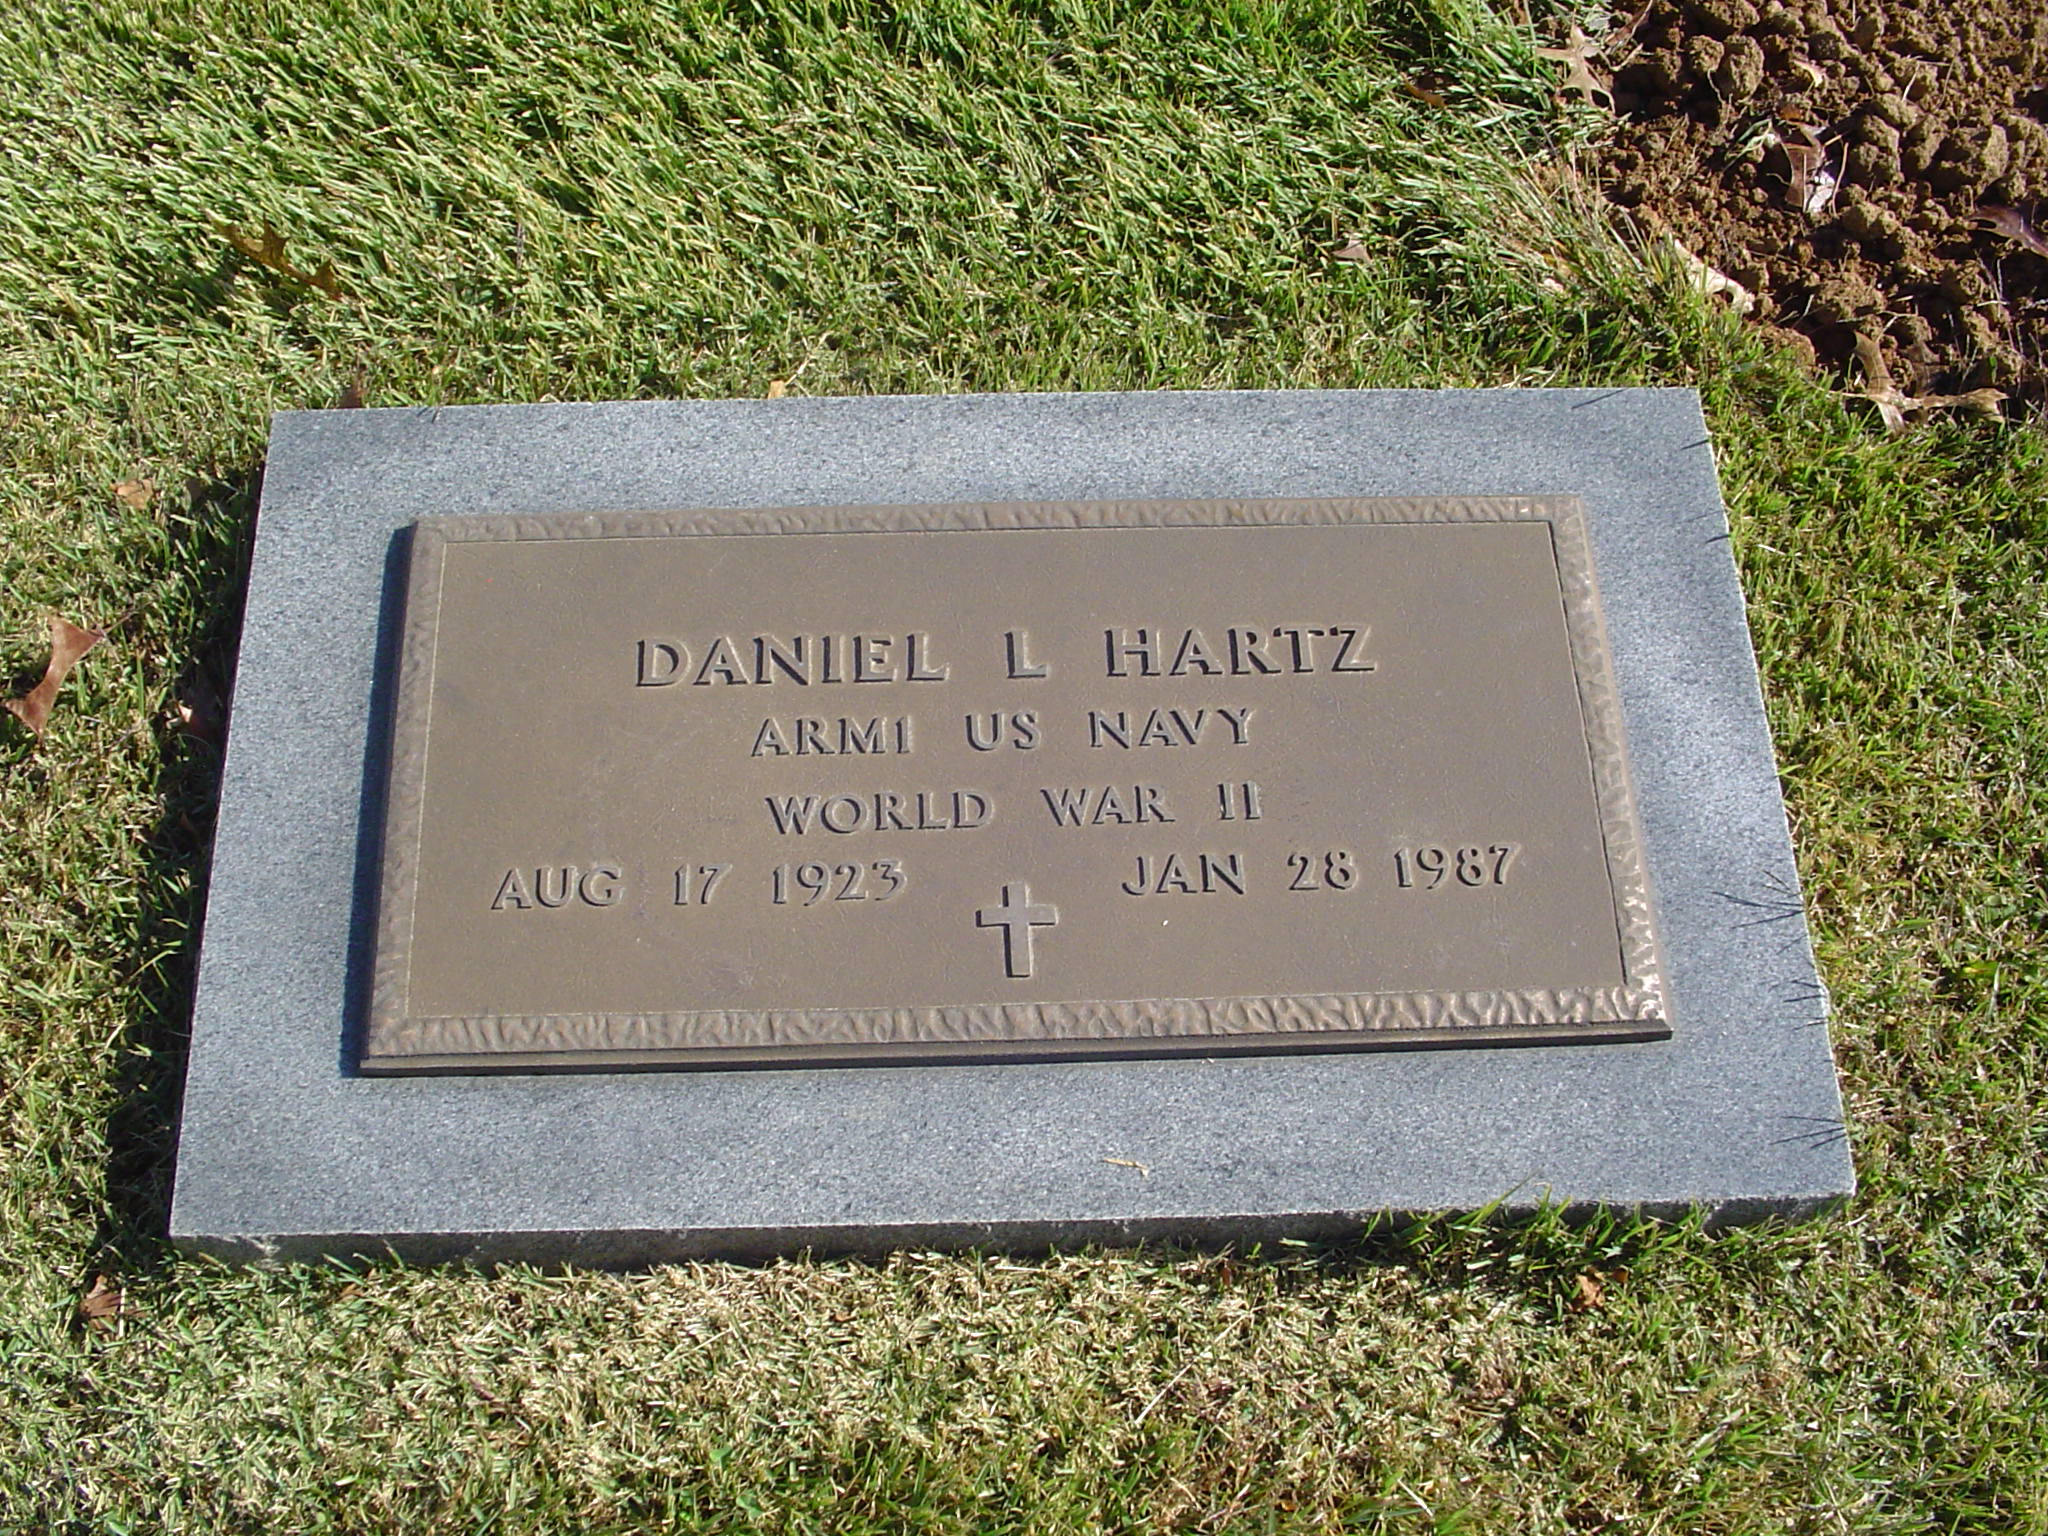 DANIEL L HARTZ
ARM1 US NAVY
WORLD WAR II
AUG 17 1923 JAN 28 1987